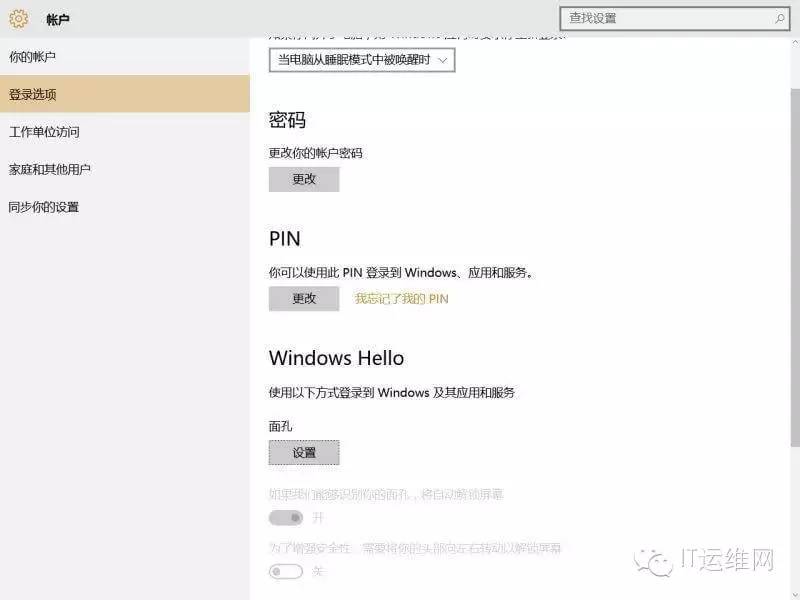 帐户
查找设置
你的帐户
登录选项
工作单位访问
家庭和其他用户
同步你的设置
当电脑从睡眠模式中被唤醒时
密码
更改你的帐户密码
更改
PIN
你可以使用此 PIN 登录到 Windows、应用和服务。
更改 我忘记了我的 PIN
Windows Hello
使用以下方式登录到 Windows 及其应用和服务
面孔
设置
如果我们能够识别你的面孔，将自动解锁屏幕
开
为了增强安全性，需要将你的头部向左右转动以解锁屏幕
关
IT运维网